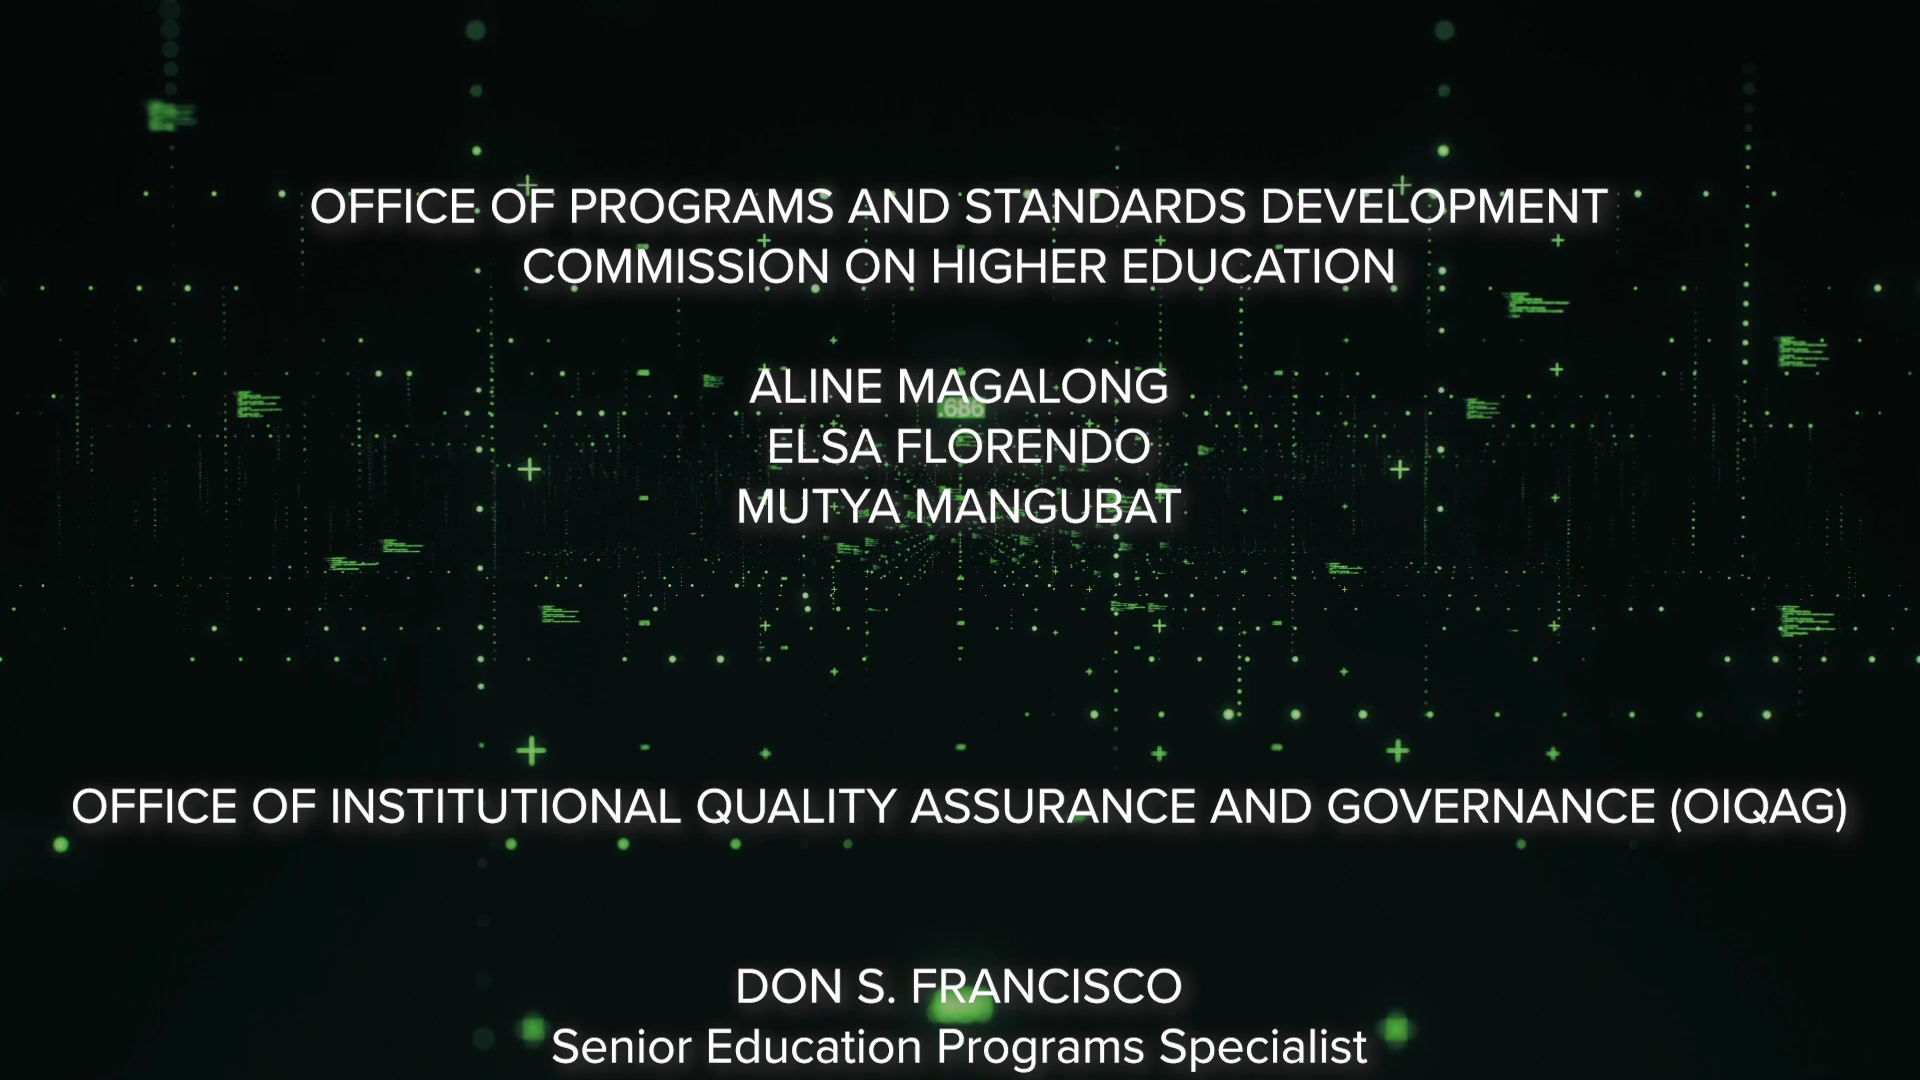 OFFICE OF PROGRAMS AND STANDARDS DEVELOPMENT
COMMISSION ON HIGHER EDUCATION
ALINE MAGALONG
.686
ELSA FLORENDO
MUTYA MANGUBAT
OFFICE OF INSTITUTIONAL QUALITY ASSURANCE AND GOVERNANCE (OIQAG)
DON S. FRANCISCO
Senior Education Programs Specialist